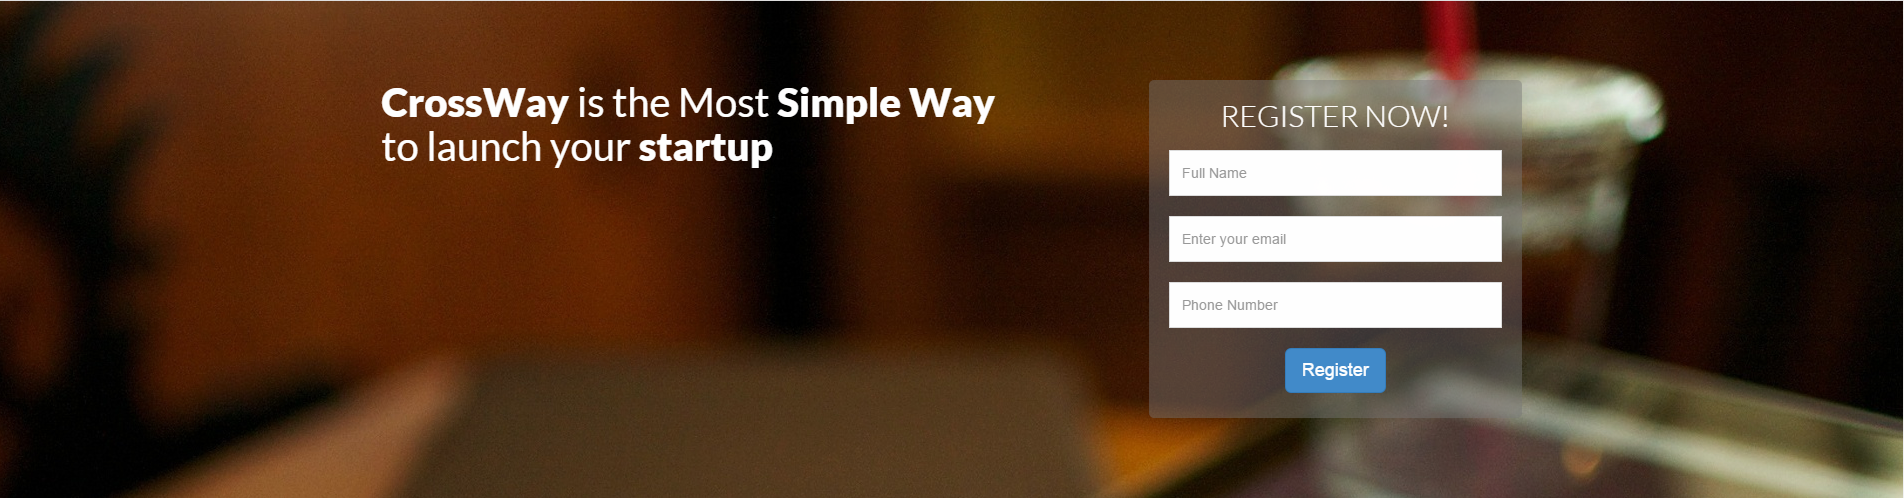 CrossWay is the Most Simple Way
to launch your startup
REGISTER NOW!
Full Name
Enter your email
Phone Number
Register